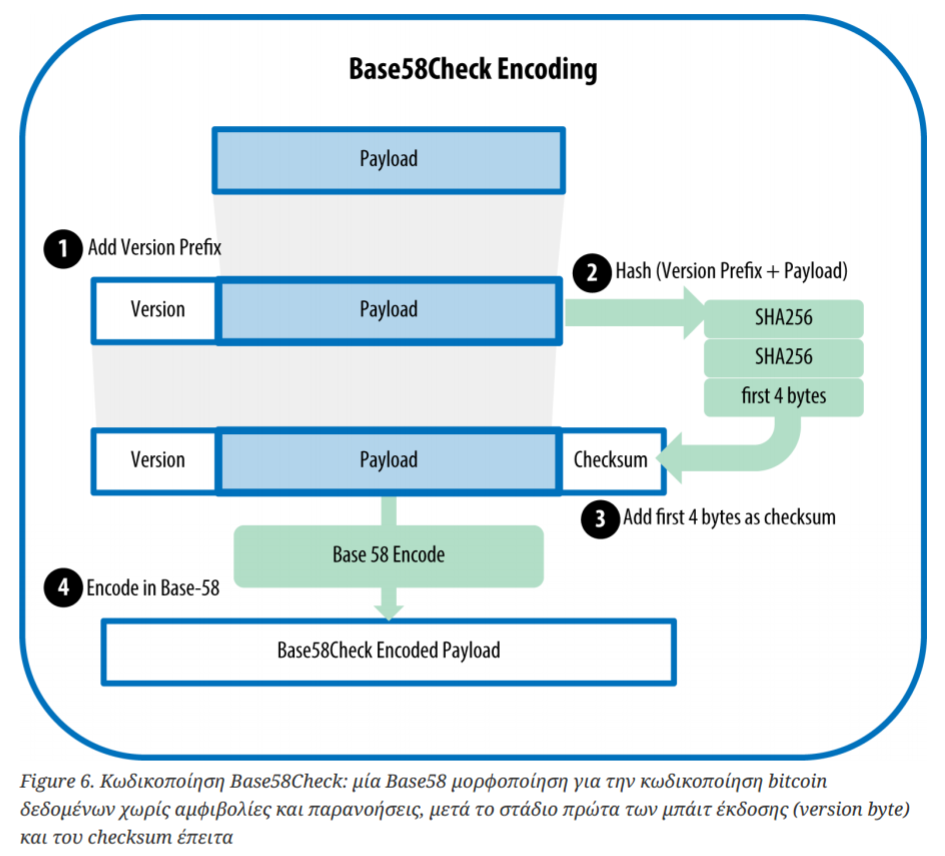 Base58Check Encoding
Payload
1 Add Version Prefix
Version Payload
2 Hash (Version Prefix + Payload)
SHA256
SHA256
first 4 bytes
Version Payload Checksum
3 Add first 4 bytes as checksum
Base 58 Encode
4 Encode in Base-58
Base58Check Encoded Payload
Figure 6. Κωδικοποίηση Base58Check: μία Base58 μορφοποίηση για την κωδικοποίηση bitcoin
δεδομένων χωρίς αμφιβολίες και παρανοήσεις, μετά το στάδιο πρώτα των μπάιτ έκδοσης (version byte)
και του checksum έπειτα